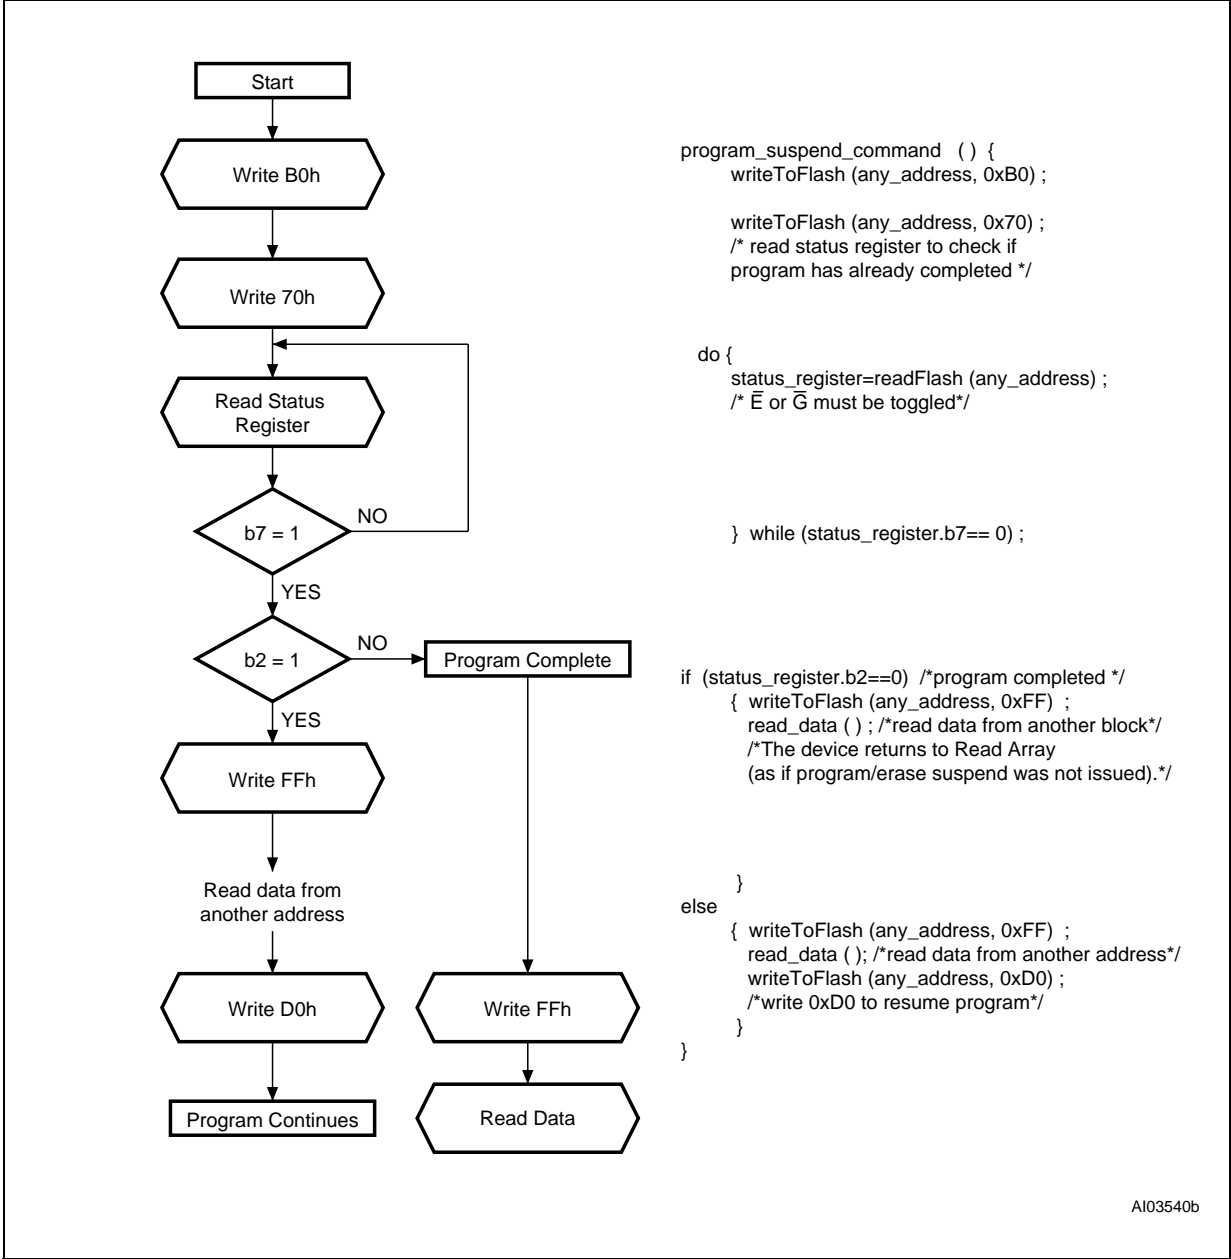 Start
Write B0h
Write 70h
Read Status
Register
b7 = 1
NO
YES
b2 = 1
NO
Program Complete
YES
Write FFh
Read data from
another address
Write D0h
Write FFh
Program Continues
Read Data
program_suspend_command ( ) {
writeToFlash (any_address, 0xB0) ;
writeToFlash (any_address, 0x70) ;
/* read status register to check if
program has already completed */
do {
status_register=readFlash (any_address) ;
/* E̅ or G̅ must be toggled*/
} while (status_register.b7== 0) ;
if (status_register.b2==0) /*program completed */
{ writeToFlash (any_address, 0xFF) ;
read_data ( ) ; /*read data from another block*/
/*The device returns to Read Array
(as if program/erase suspend was not issued).*/
}
else
{ writeToFlash (any_address, 0xFF) ;
read_data ( ); /*read data from another address*/
writeToFlash (any_address, 0xD0) ;
/*write 0xD0 to resume program*/
}
}
AI03540b